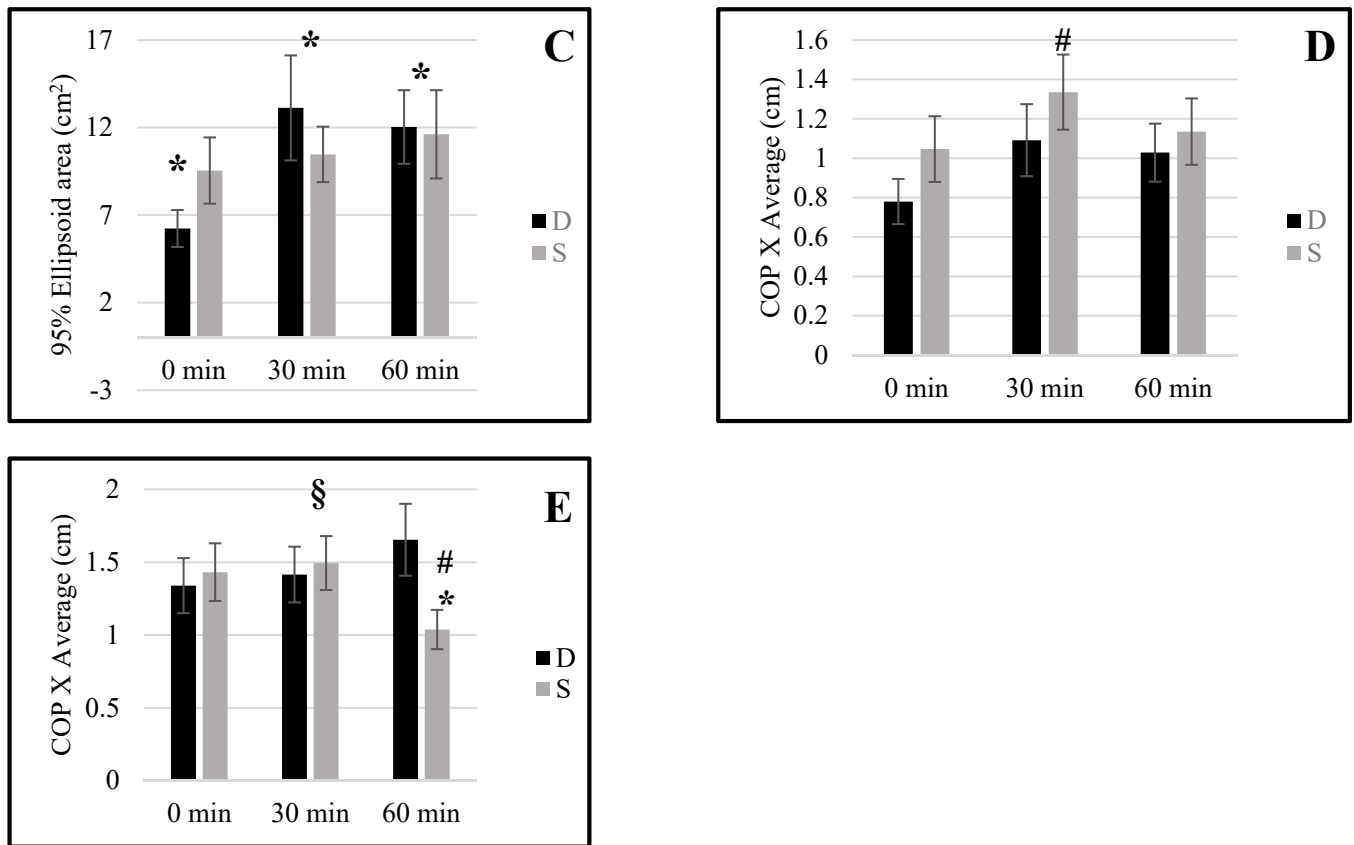 C
95% Ellipsoid area (cm²)
17
12
7
2
-3
*
*
*
0 min 30 min 60 min
D
S
D
COP X Average (cm)
1.6
1.4
1.2
1
0.8
0.6
0.4
0.2
0
#
0 min 30 min 60 min
D
S
E
COP X Average (cm)
2
1.5
1
0.5
0
§
#
*
0 min 30 min 60 min
D
S